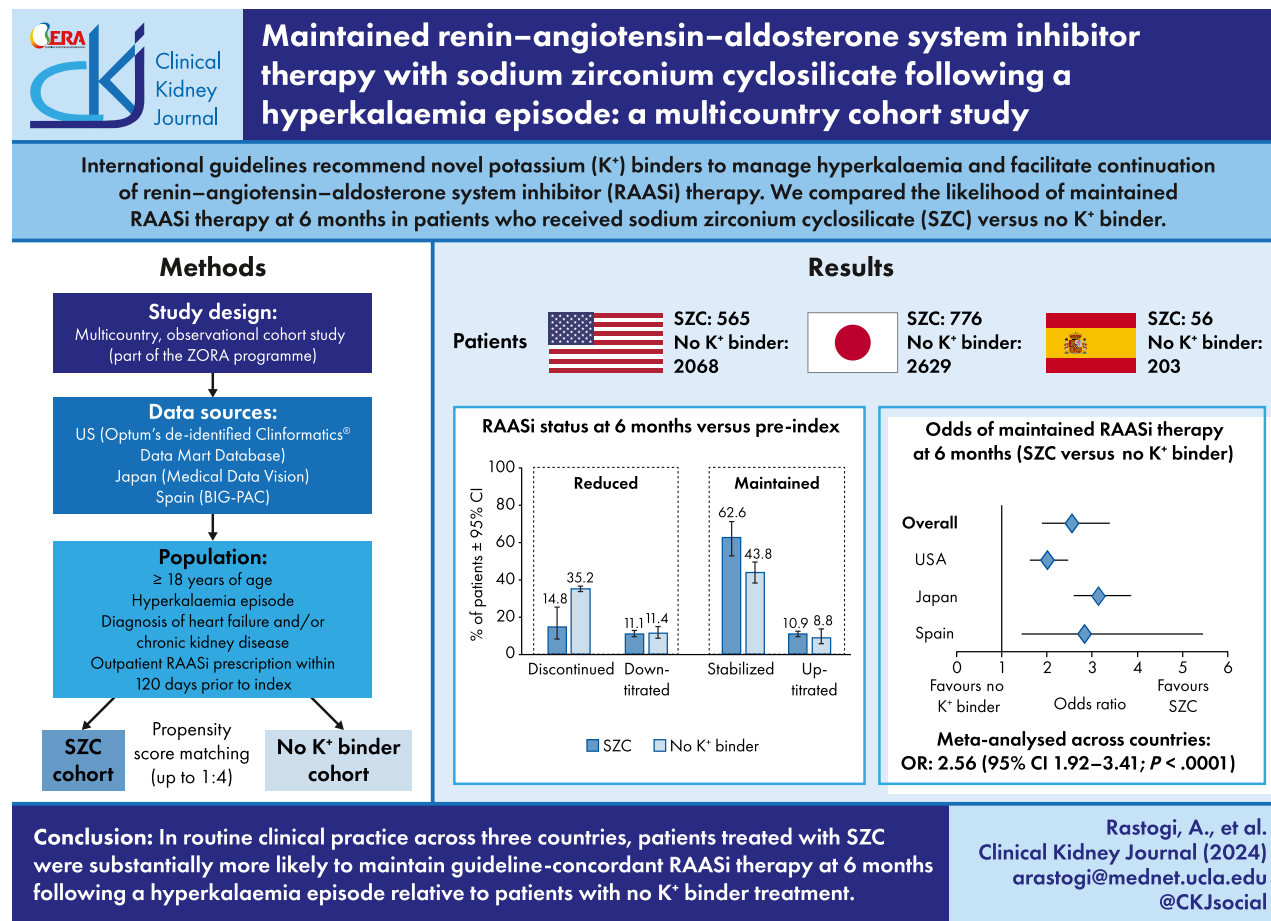 ERA
CKJ
Clinical
Kidney
Journal
Maintained renin–angiotensin–aldosterone system inhibitor
therapy with sodium zirconium cyclosilicate following a
hyperkalaemia episode: a multicountry cohort study
International guidelines recommend novel potassium (K⁺) binders to manage hyperkalaemia and facilitate continuation
of renin–angiotensin–aldosterone system inhibitor (RAASi) therapy. We compared the likelihood of maintained
RAASi therapy at 6 months in patients who received sodium zirconium cyclosilicate (SZC) versus no K⁺ binder.
Methods
Study design:
Multicountry, observational cohort study
(part of the ZORA programme)
Data sources:
US (Optum's de-identified Clinformatics®
Data Mart Database)
Japan (Medical Data Vision)
Spain (BIG-PAC)
Population:
≥ 18 years of age
Hyperkalaemia episode
Diagnosis of heart failure and/or
chronic kidney disease
Outpatient RAASi prescription within
120 days prior to index
SZC
cohort
Propensity
score matching
(up to 1:4)
No K⁺ binder
cohort
Results
Patients
SZC: 565
No K⁺ binder:
2068
SZC: 776
No K⁺ binder:
2629
SZC: 56
No K⁺ binder:
203
RAASi status at 6 months versus pre-index
% of patients ± 95% CI
100
80
60
40
20
0
Reduced
Maintained
14.8
35.2
11.1
11.4
62.6
43.8
10.9
8.8
Discontinued
Down-
titrated
Stabilized
Up-
titrated
SZC
No K⁺ binder
Odds of maintained RAASi therapy
at 6 months (SZC versus no K⁺ binder)
Overall
USA
Japan
Spain
0 1 2 3 4 5 6
Favours no
K⁺ binder
Odds ratio
Favours
SZC
Meta-analysed across countries:
OR: 2.56 (95% CI 1.92–3.41; P < .0001)
Conclusion: In routine clinical practice across three countries, patients treated with SZC
were substantially more likely to maintain guideline-concordant RAASi therapy at 6 months
following a hyperkalaemia episode relative to patients with no K⁺ binder treatment.
Rastogi, A., et al.
Clinical Kidney Journal (2024)
arastogi@mednet.ucla.edu
@CKJsocial